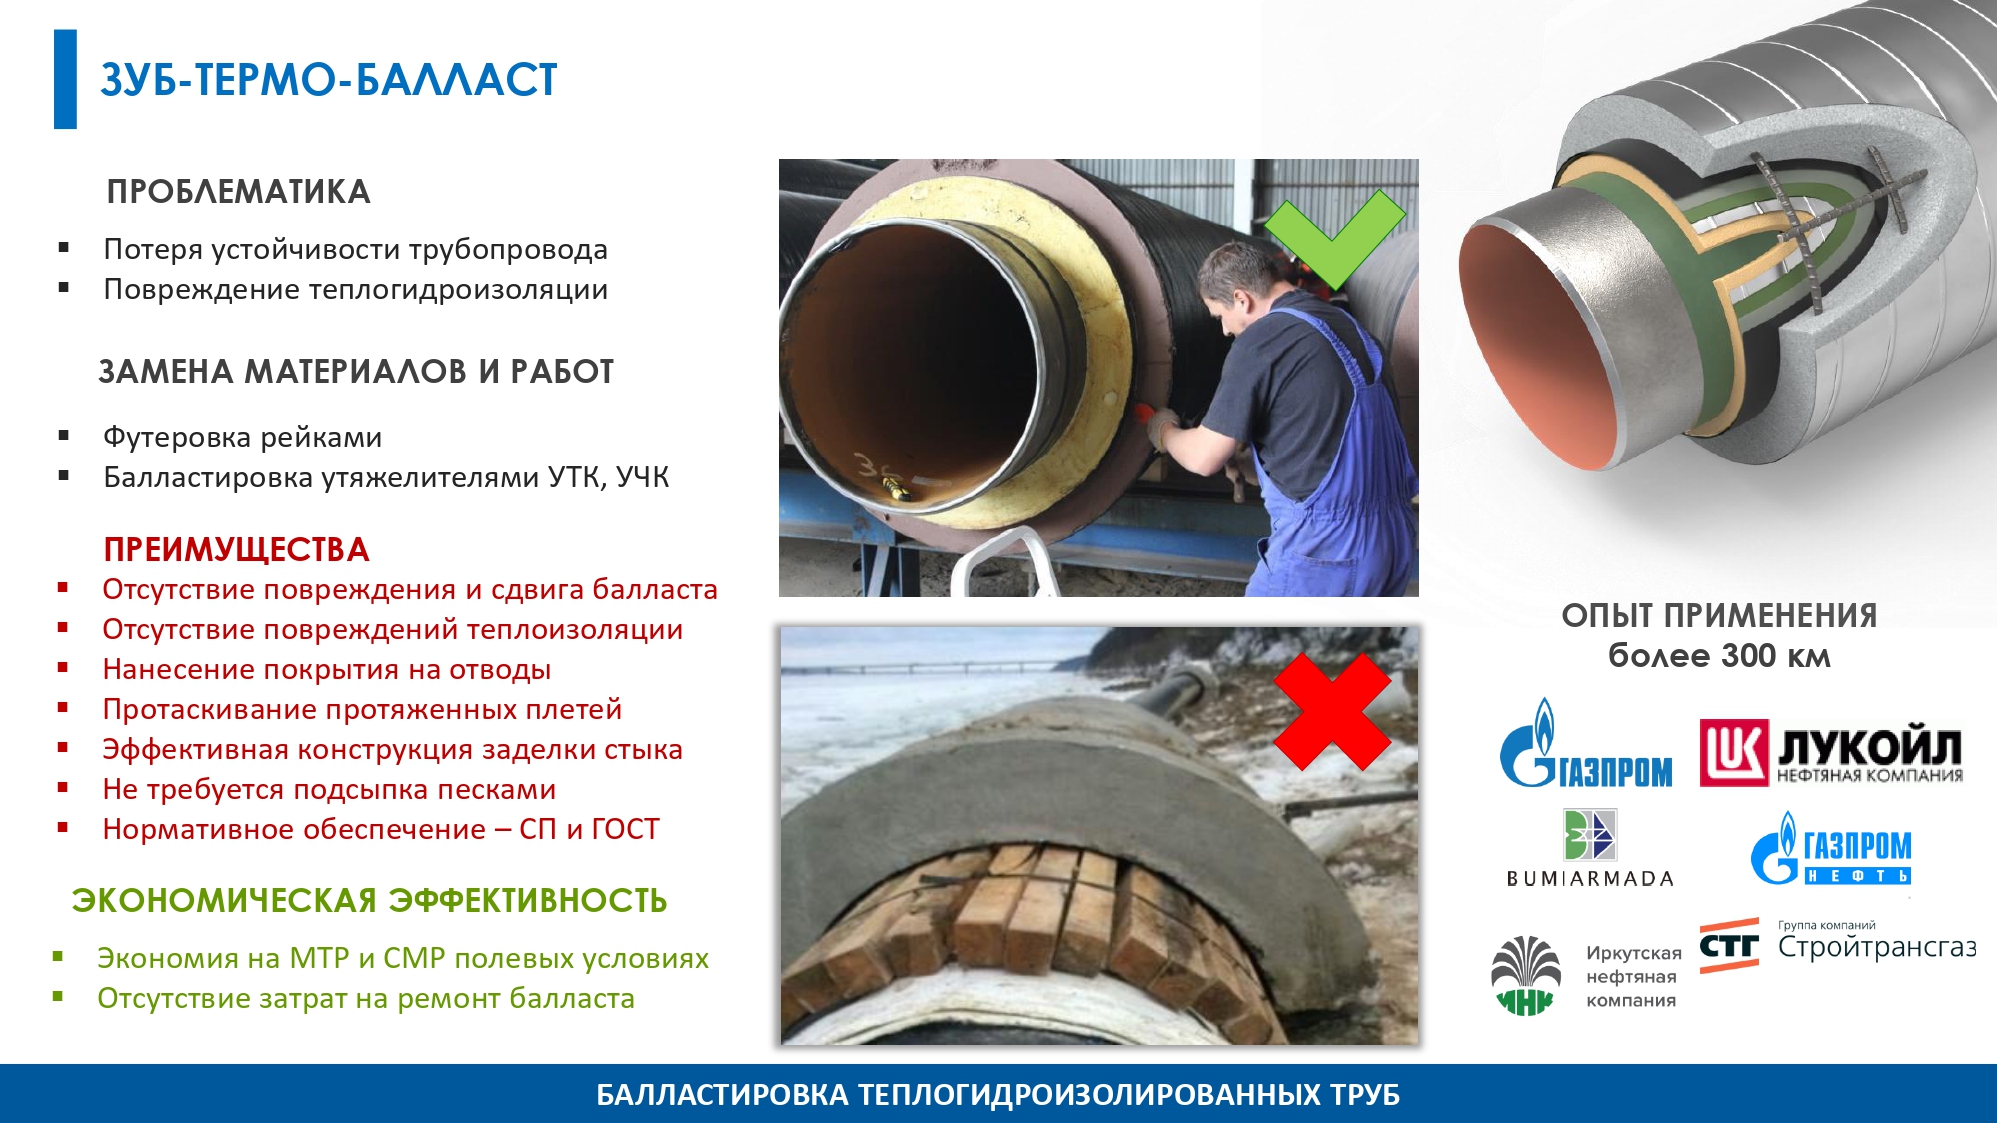 ЗУБ-ТЕРМО-БАЛЛАСТ
ПРОБЛЕМАТИКА
▪ Потеря устойчивости трубопровода
▪ Повреждение теплогидроизоляции
ЗАМЕНА МАТЕРИАЛОВ И РАБОТ
▪ Футеровка рейками
▪ Балластировка утяжелителями УТК, УЧК
ПРЕИМУЩЕСТВА
▪ Отсутствие повреждения и сдвига балласта
▪ Отсутствие повреждений теплоизоляции
▪ Нанесение покрытия на отводы
▪ Протаскивание протяженных плетей
▪ Эффективная конструкция заделки стыка
▪ Не требуется подсыпка песками
▪ Нормативное обеспечение – СП и ГОСТ
ЭКОНОМИЧЕСКАЯ ЭФФЕКТИВНОСТЬ
▪ Экономия на МТР и СМР полевых условиях
▪ Отсутствие затрат на ремонт балласта
ОПЫТ ПРИМЕНЕНИЯ
более 300 км
ГАЗПРОМ
LUK ЛУКОЙЛ
НЕФТЯНАЯ КОМПАНИЯ
BUMI ARMADA
ГАЗПРОМ
НЕФТЬ
ИНК
Иркутская
нефтяная
компания
СТГ
Группа компаний
Стройтрансгаз
БАЛЛАСТИРОВКА ТЕПЛОГИДРОИЗОЛИРОВАННЫХ ТРУБ